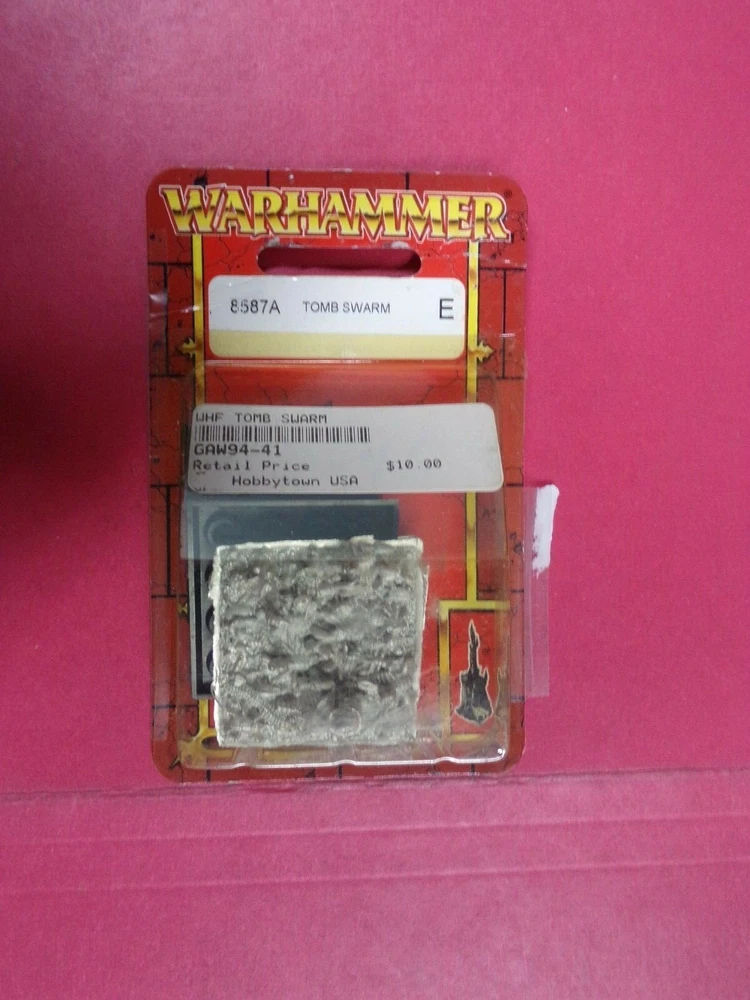 WARHAMMER®
8587A TOMB SWARM E
WHF TOMB SWARM
GAW94-41
Retail Price $10.00
Hobbytown USA